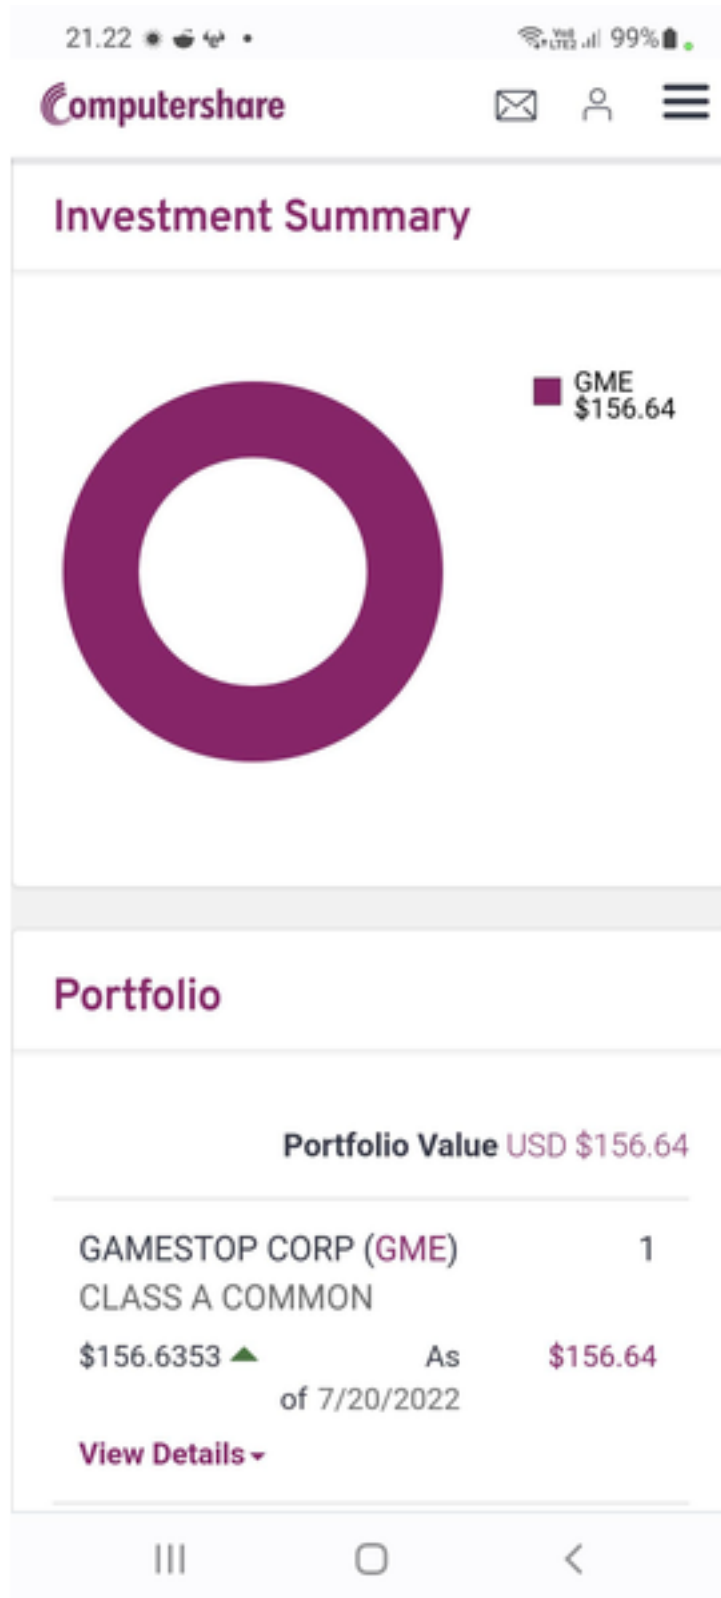 21.22
99%
Computershare
Investment Summary
GME
$156.64
Portfolio
Portfolio Value USD $156.64
GAMESTOP CORP (GME) 1
CLASS A COMMON
$156.6353 As $156.64
of 7/20/2022
View Details